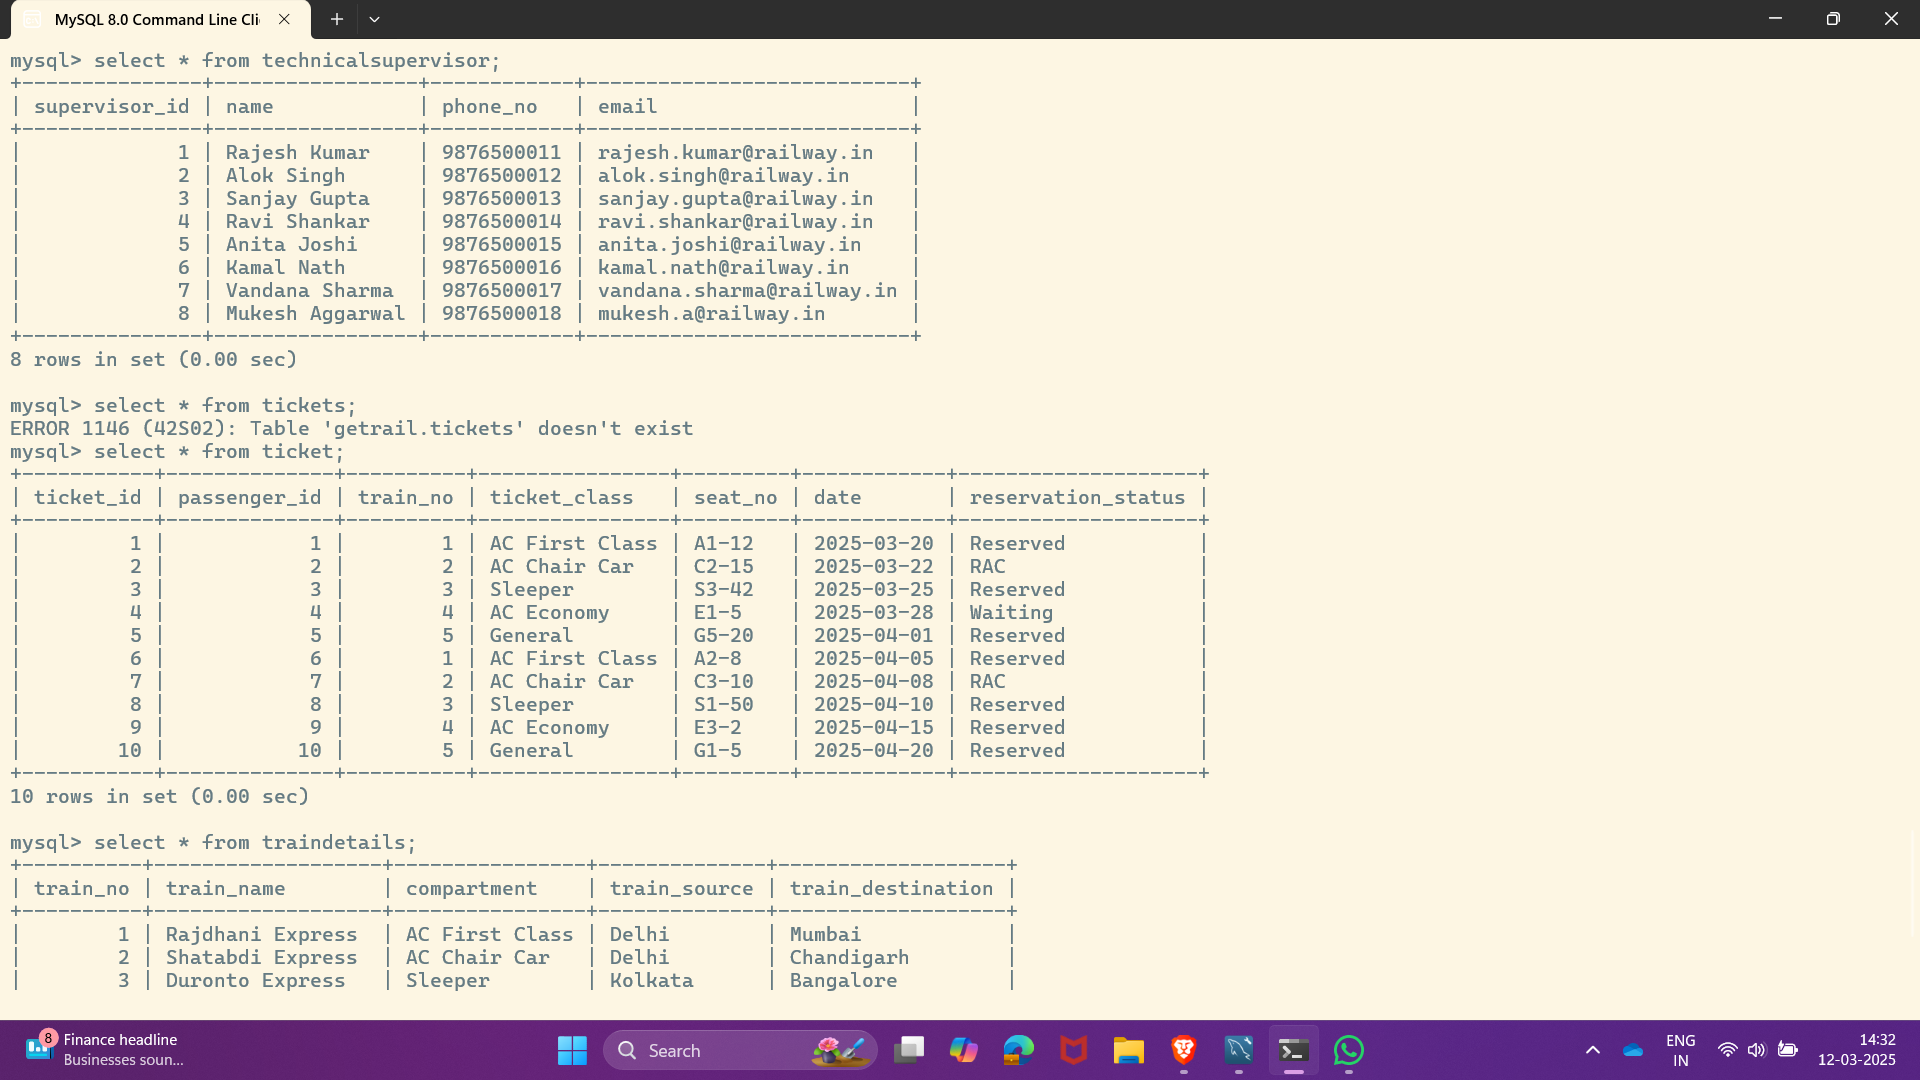 MySQL 8.0 Command Line Cli
mysql> select * from technicalsupervisor;
+---------------+-----------------+------------+---------------------------+
| supervisor_id | name            | phone_no   | email                     |
+---------------+-----------------+------------+---------------------------+
|             1 | Rajesh Kumar    | 9876500011 | rajesh.kumar@railway.in   |
|             2 | Alok Singh      | 9876500012 | alok.singh@railway.in     |
|             3 | Sanjay Gupta    | 9876500013 | sanjay.gupta@railway.in   |
|             4 | Ravi Shankar    | 9876500014 | ravi.shankar@railway.in   |
|             5 | Anita Joshi     | 9876500015 | anita.joshi@railway.in    |
|             6 | Kamal Nath      | 9876500016 | kamal.nath@railway.in     |
|             7 | Vandana Sharma  | 9876500017 | vandana.sharma@railway.in |
|             8 | Mukesh Aggarwal | 9876500018 | mukesh.a@railway.in       |
+---------------+-----------------+------------+---------------------------+
8 rows in set (0.00 sec)
mysql> select * from tickets;
ERROR 1146 (42S02): Table 'getrail.tickets' doesn't exist
mysql> select * from ticket;
+-----------+--------------+----------+----------------+---------+------------+--------------------+
| ticket_id | passenger_id | train_no | ticket_class   | seat_no | date       | reservation_status |
+-----------+--------------+----------+----------------+---------+------------+--------------------+
|         1 |            1 |        1 | AC First Class | A1-12   | 2025-03-20 | Reserved           |
|         2 |            2 |        2 | AC Chair Car   | C2-15   | 2025-03-22 | RAC                |
|         3 |            3 |        3 | Sleeper        | S3-42   | 2025-03-25 | Reserved           |
|         4 |            4 |        4 | AC Economy     | E1-5    | 2025-03-28 | Waiting            |
|         5 |            5 |        5 | General        | G5-20   | 2025-04-01 | Reserved           |
|         6 |            6 |        1 | AC First Class | A2-8    | 2025-04-05 | Reserved           |
|         7 |            7 |        2 | AC Chair Car   | C3-10   | 2025-04-08 | RAC                |
|         8 |            8 |        3 | Sleeper        | S1-50   | 2025-04-10 | Reserved           |
|         9 |            9 |        4 | AC Economy     | E3-2    | 2025-04-15 | Reserved           |
|        10 |           10 |        5 | General        | G1-5    | 2025-04-20 | Reserved           |
+-----------+--------------+----------+----------------+---------+------------+--------------------+
10 rows in set (0.00 sec)
mysql> select * from traindetails;
+----------+-------------------+----------------+--------------+-------------------+
| train_no | train_name        | compartment    | train_source | train_destination |
+----------+-------------------+----------------+--------------+-------------------+
|        1 | Rajdhani Express  | AC First Class | Delhi        | Mumbai            |
|        2 | Shatabdi Express  | AC Chair Car   | Delhi        | Chandigarh        |
|        3 | Duronto Express   | Sleeper        | Kolkata      | Bangalore         |
8
Finance headline
Businesses soun...
Search
ENG
IN
14:32
12-03-2025